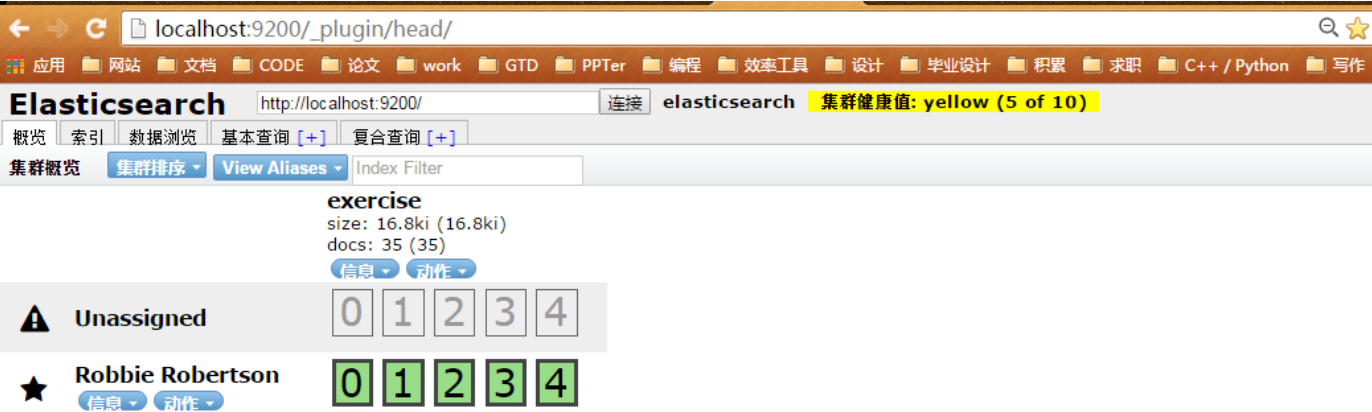 localhost:9200/_plugin/head/
应用 网站 文档 CODE 论文 work GTD PPTer 编程 效率工具 设计 毕业设计 积累 求职 C++ / Python 写作
Elasticsearch http://localhost:9200/ 连接 elasticsearch 集群健康值: yellow (5 of 10)
概览 索引 数据浏览 基本查询 [+] 复合查询 [+]
集群概览 集群排序 View Aliases Index Filter
exercise
size: 16.8ki (16.8ki)
docs: 35 (35)
信息 动作
Unassigned 0 1 2 3 4
Robbie Robertson 0 1 2 3 4
信息 动作